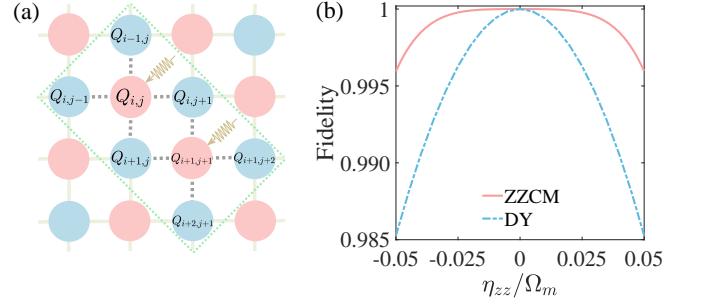 (a)
Q_{i-1,j}
Q_{i,j-1} Q_{i,j} Q_{i,j+1}
Q_{i+1,j} Q_{i+1,j+1} Q_{i+1,j+2}
Q_{i+2,j+1}
(b)
1
0.995
0.990
0.985
Fidelity
ZZCM
DY
-0.05 -0.025 0 0.025 0.05
η_{zz}/Ω_m